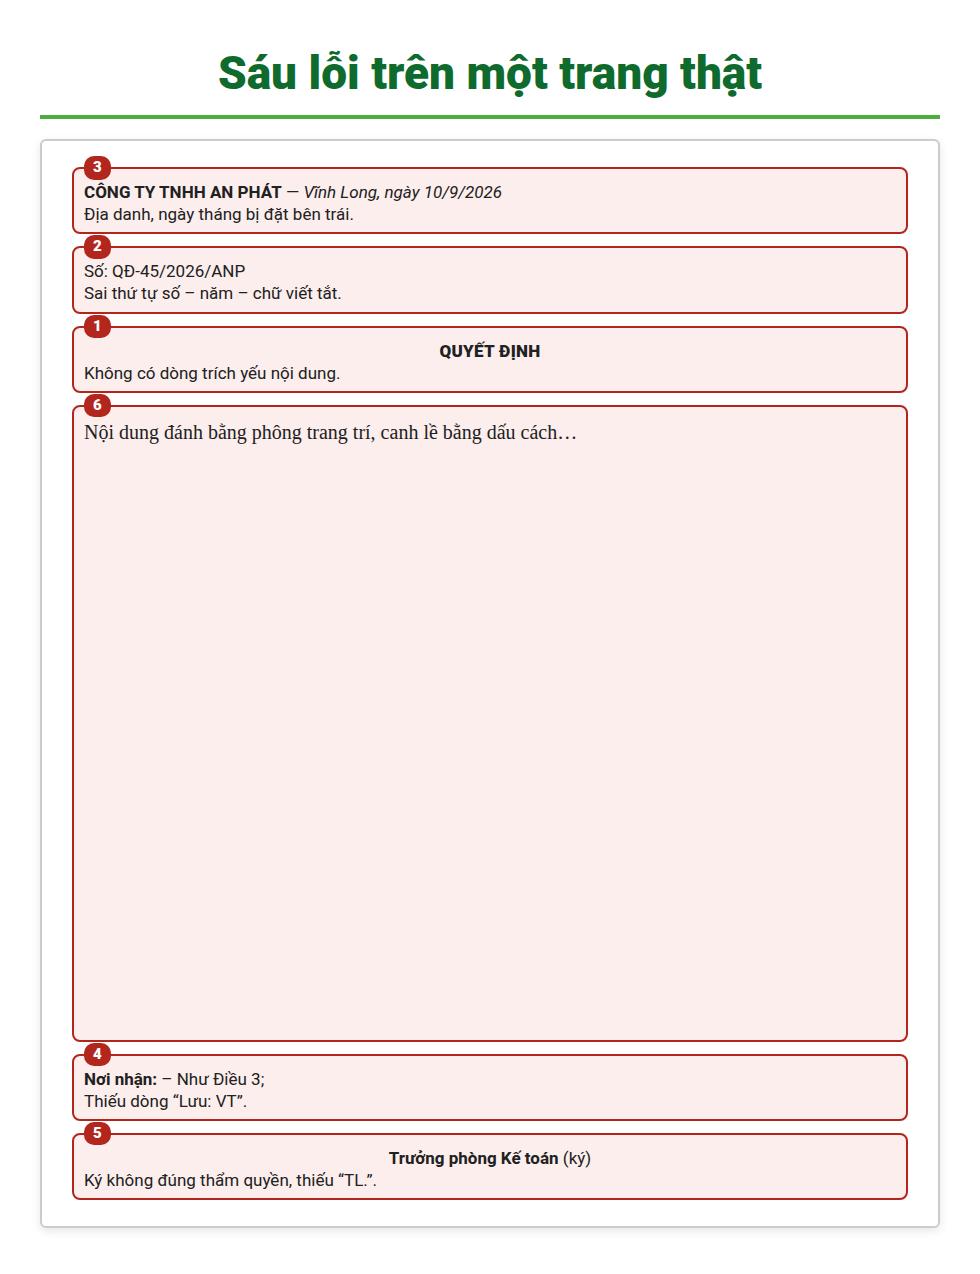 Sáu lỗi trên một trang thật
3
CÔNG TY TNHH AN PHÁT — Vĩnh Long, ngày 10/9/2026
Địa danh, ngày tháng bị đặt bên trái.
2
Số: QĐ-45/2026/ANP
Sai thứ tự số – năm – chữ viết tắt.
1
QUYẾT ĐỊNH
Không có dòng trích yếu nội dung.
6
Nội dung đánh bằng phông trang trí, canh lề bằng dấu cách…
4
Nơi nhận: – Như Điều 3;
Thiếu dòng “Lưu: VT”.
5
Trưởng phòng Kế toán (ký)
Ký không đúng thẩm quyền, thiếu “TL.”.